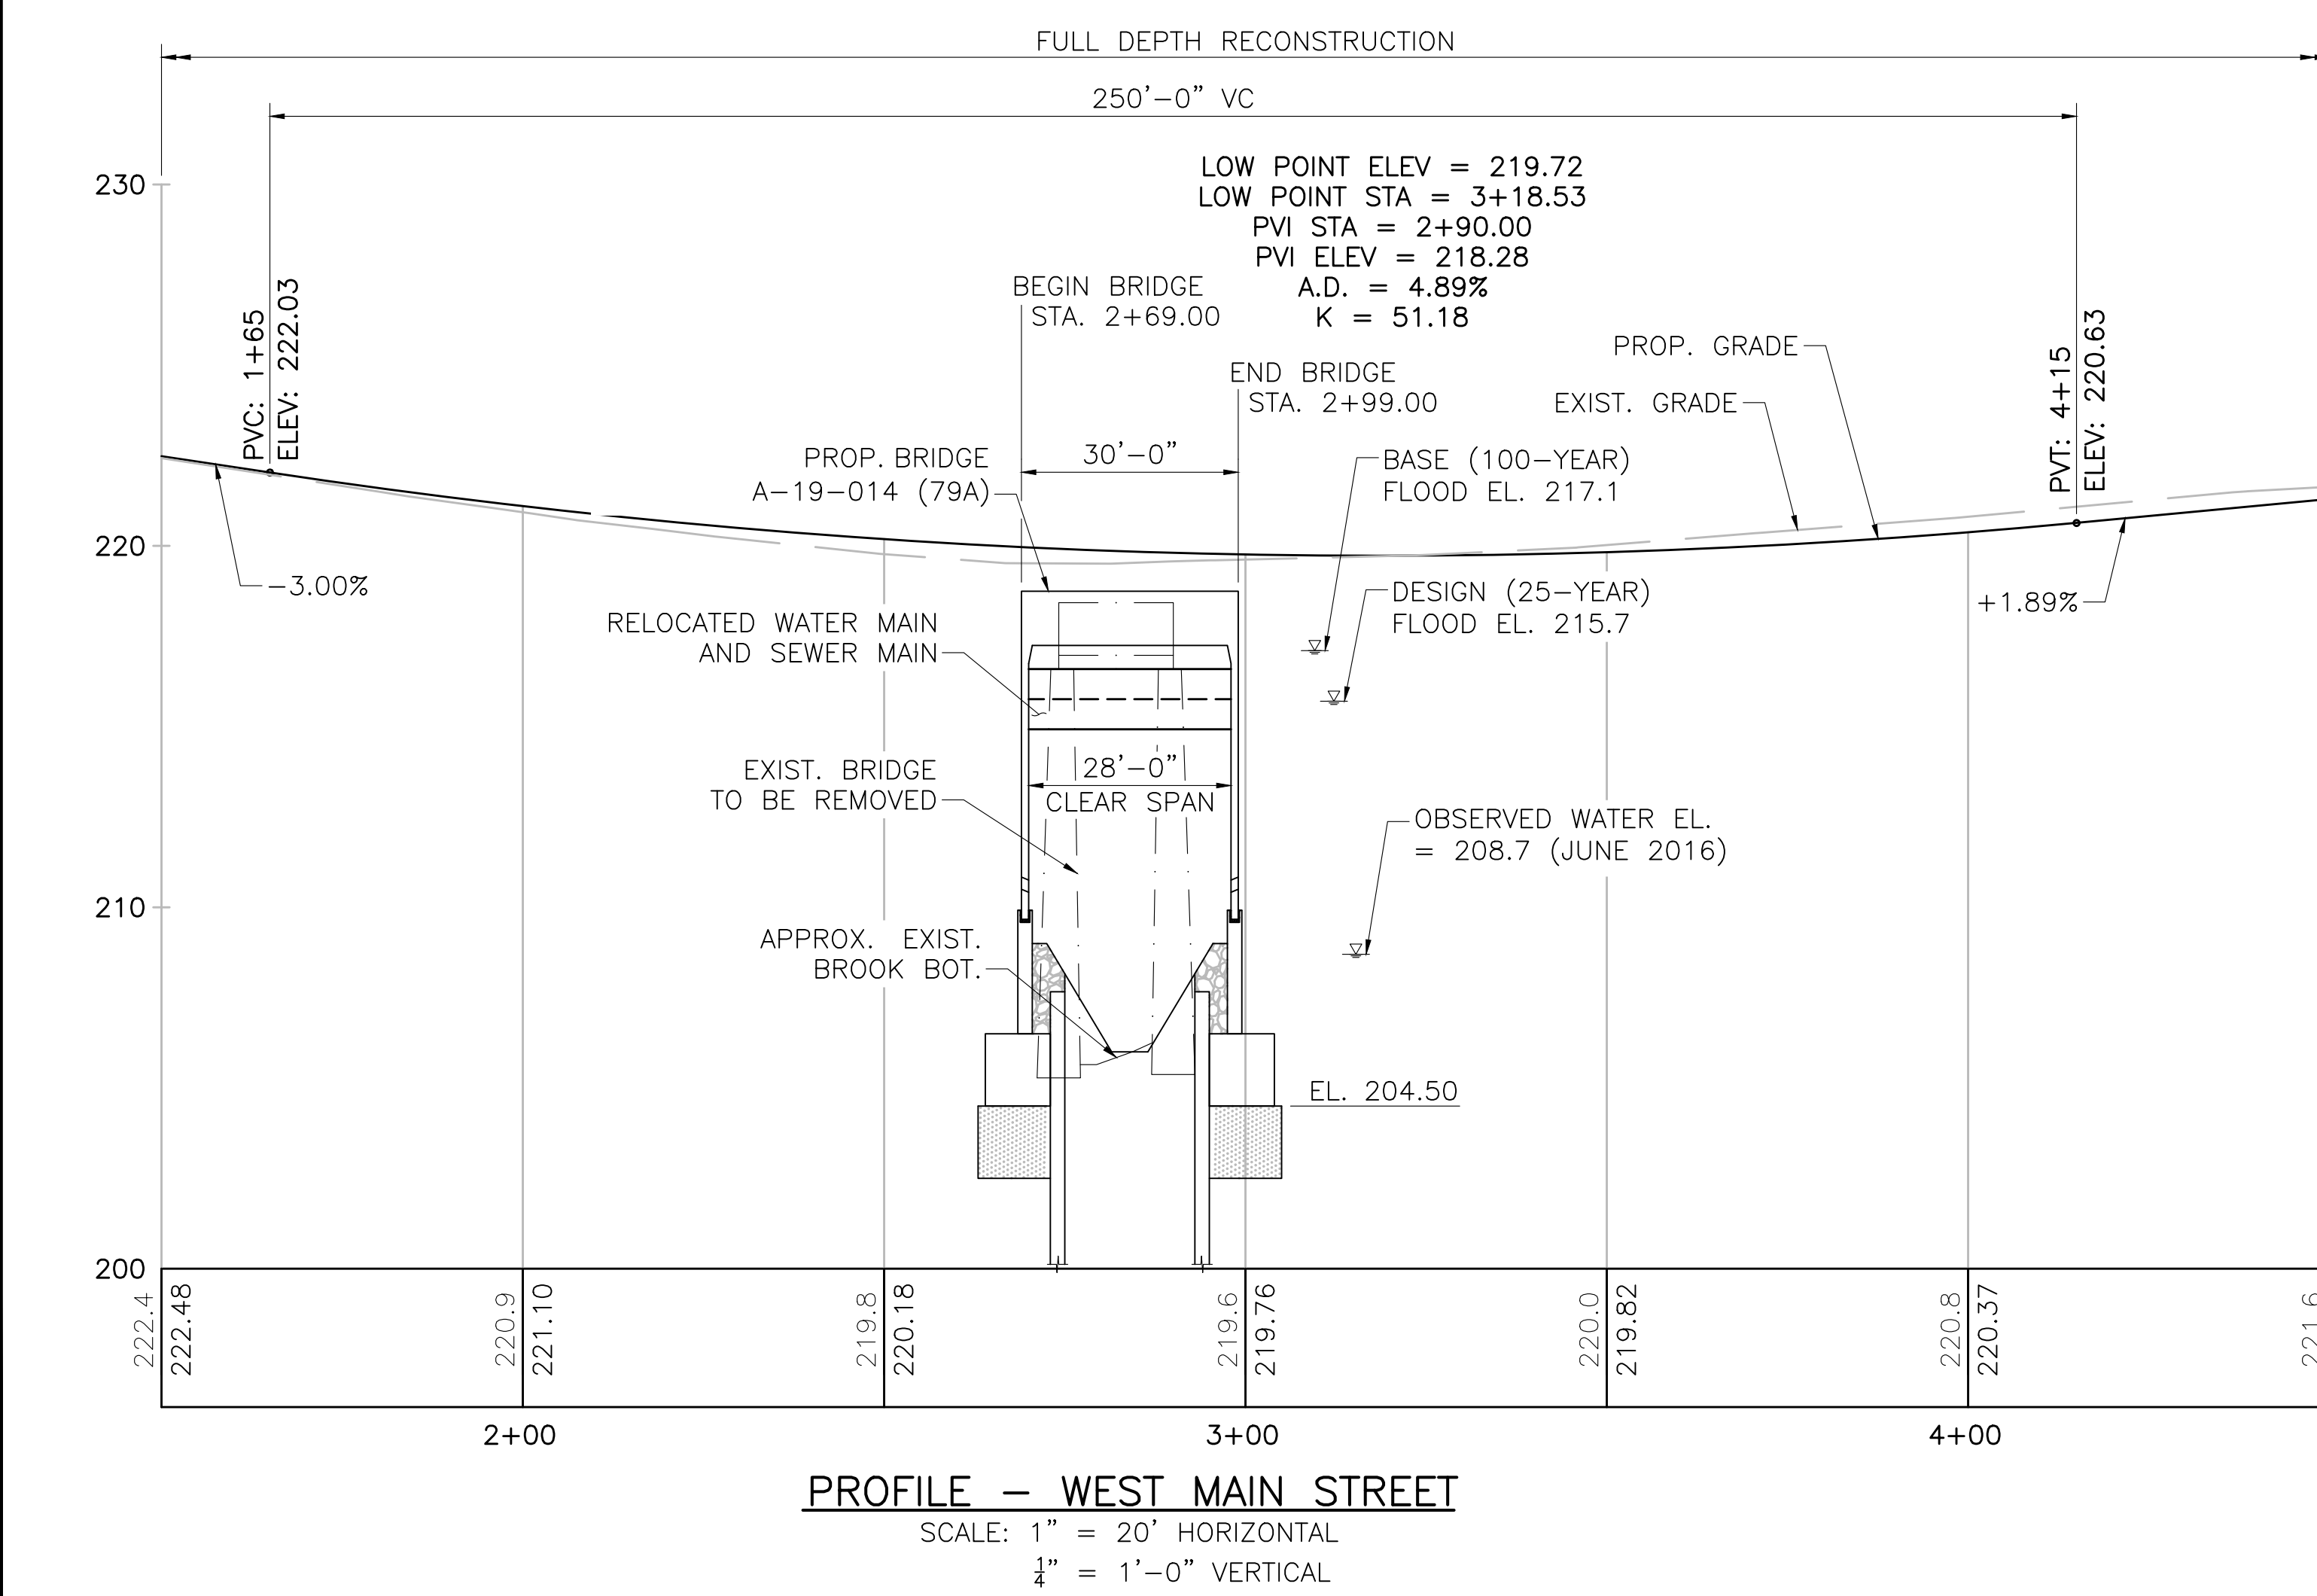 FULL DEPTH RECONSTRUCTION
250'-0" VC
LOW POINT ELEV = 219.72
LOW POINT STA = 3+18.53
PVI STA = 2+90.00
PVI ELEV = 218.28
A.D. = 4.89%
K = 51.18
230
PVC: 1+65
ELEV: 222.03
BEGIN BRIDGE
STA. 2+69.00
END BRIDGE
STA. 2+99.00
PROP. GRADE
EXIST. GRADE
PVT: 4+15
ELEV: 220.63
PROP. BRIDGE
A-19-014 (79A)
30'-0"
BASE (100-YEAR)
FLOOD EL. 217.1
220
-3.00%
DESIGN (25-YEAR)
FLOOD EL. 215.7
+1.89%
RELOCATED WATER MAIN
AND SEWER MAIN
EXIST. BRIDGE
TO BE REMOVED
28'-0"
CLEAR SPAN
OBSERVED WATER EL.
= 208.7 (JUNE 2016)
210
APPROX. EXIST.
BROOK BOT.
EL. 204.50
200
222.4
222.48
220.9
221.10
219.8
220.18
219.6
219.76
220.0
219.82
220.8
220.37
221.6
2+00
3+00
4+00
PROFILE - WEST MAIN STREET
SCALE: 1" = 20' HORIZONTAL
1/4" = 1'-0" VERTICAL